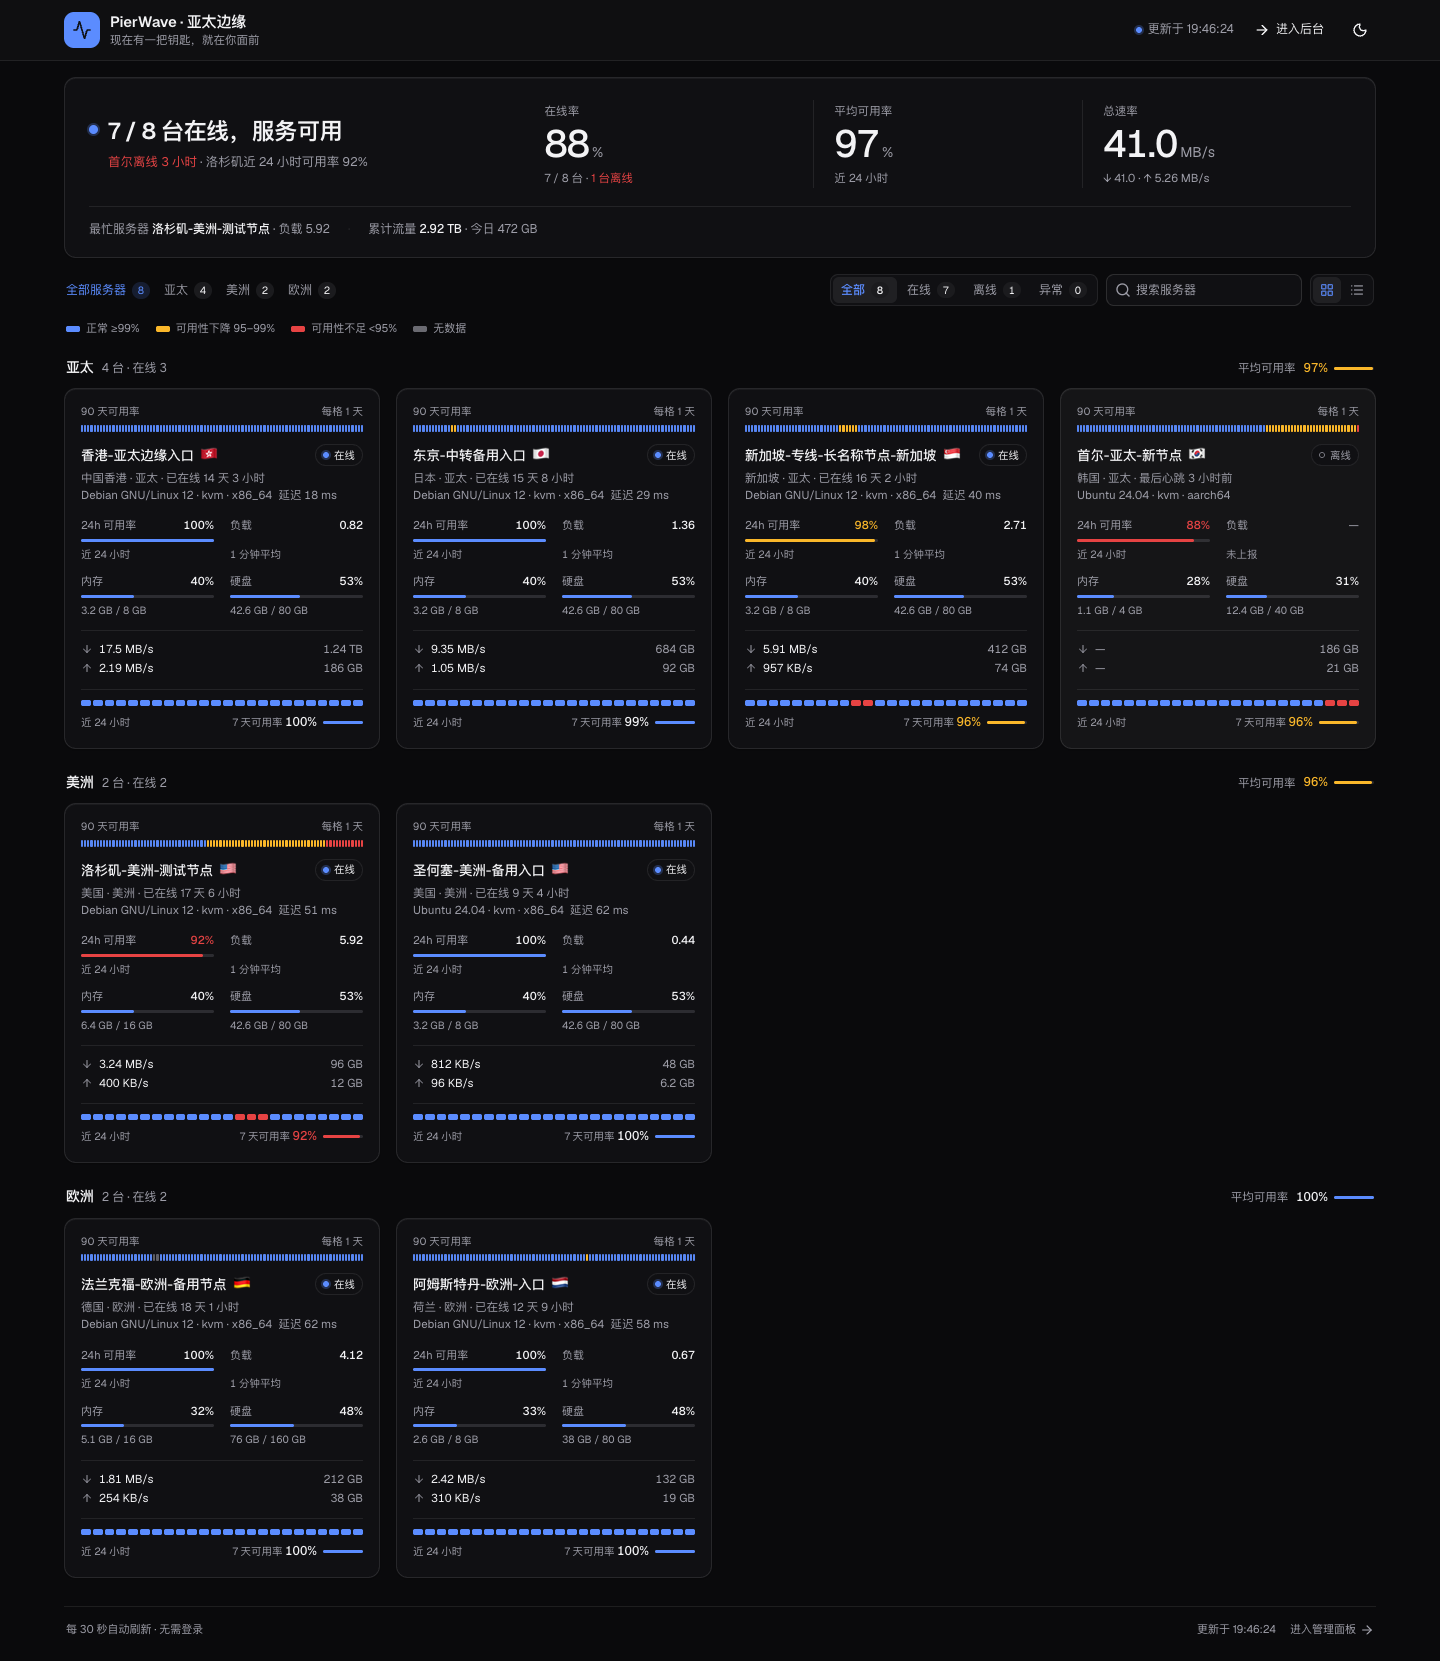 PierWave · 亚太边缘
现在有一把钥匙，就在你面前
更新于 19:46:24
进入后台
7 / 8 台在线，服务可用
首尔离线 3 小时 · 洛杉矶近 24 小时可用率 92%
在线率
88%
7 / 8 台 · 1 台离线
平均可用率
97%
近 24 小时
总速率
41.0 MB/s
↓ 41.0 · ↑ 5.26 MB/s
最忙服务器 洛杉矶-美洲-测试节点 · 负载 5.92
累计流量 2.92 TB · 今日 472 GB
全部服务器 8 亚太 4 美洲 2 欧洲 2
全部 8 在线 7 离线 1 异常 0
搜索服务器
正常 ≥99% 可用性下降 95–99% 可用性不足 <95% 无数据
亚太 4 台 · 在线 3
平均可用率 97%
90 天可用率 每格 1 天
香港-亚太边缘入口 在线
中国香港 · 亚太 · 已在线 14 天 3 小时
Debian GNU/Linux 12 · kvm · x86_64 延迟 18 ms
24h 可用率 100% 负载 0.82
近 24 小时 1 分钟平均
内存 40% 硬盘 53%
3.2 GB / 8 GB 42.6 GB / 80 GB
↓ 17.5 MB/s 1.24 TB
↑ 2.19 MB/s 186 GB
近 24 小时 7 天可用率 100%
90 天可用率 每格 1 天
东京-中转备用入口 在线
日本 · 亚太 · 已在线 15 天 8 小时
Debian GNU/Linux 12 · kvm · x86_64 延迟 29 ms
24h 可用率 100% 负载 1.36
近 24 小时 1 分钟平均
内存 40% 硬盘 53%
3.2 GB / 8 GB 42.6 GB / 80 GB
↓ 9.35 MB/s 684 GB
↑ 1.05 MB/s 92 GB
近 24 小时 7 天可用率 99%
90 天可用率 每格 1 天
新加坡-专线-长名称节点-新加坡 在线
新加坡 · 亚太 · 已在线 16 天 2 小时
Debian GNU/Linux 12 · kvm · x86_64 延迟 40 ms
24h 可用率 98% 负载 2.71
近 24 小时 1 分钟平均
内存 40% 硬盘 53%
3.2 GB / 8 GB 42.6 GB / 80 GB
↓ 5.91 MB/s 412 GB
↑ 957 KB/s 74 GB
近 24 小时 7 天可用率 96%
90 天可用率 每格 1 天
首尔-亚太-新节点 离线
韩国 · 亚太 · 最后心跳 3 小时前
Ubuntu 24.04 · kvm · aarch64
24h 可用率 88% 负载 —
近 24 小时 未上报
内存 28% 硬盘 31%
1.1 GB / 4 GB 12.4 GB / 40 GB
↓ — 186 GB
↑ — 21 GB
近 24 小时 7 天可用率 96%
美洲 2 台 · 在线 2
平均可用率 96%
90 天可用率 每格 1 天
洛杉矶-美洲-测试节点 在线
美国 · 美洲 · 已在线 17 天 6 小时
Debian GNU/Linux 12 · kvm · x86_64 延迟 51 ms
24h 可用率 92% 负载 5.92
近 24 小时 1 分钟平均
内存 40% 硬盘 53%
6.4 GB / 16 GB 42.6 GB / 80 GB
↓ 3.24 MB/s 96 GB
↑ 400 KB/s 12 GB
近 24 小时 7 天可用率 92%
90 天可用率 每格 1 天
圣何塞-美洲-备用入口 在线
美国 · 美洲 · 已在线 9 天 4 小时
Ubuntu 24.04 · kvm · x86_64 延迟 62 ms
24h 可用率 100% 负载 0.44
近 24 小时 1 分钟平均
内存 40% 硬盘 53%
3.2 GB / 8 GB 42.6 GB / 80 GB
↓ 812 KB/s 48 GB
↑ 96 KB/s 6.2 GB
近 24 小时 7 天可用率 100%
欧洲 2 台 · 在线 2
平均可用率 100%
90 天可用率 每格 1 天
法兰克福-欧洲-备用节点 在线
德国 · 欧洲 · 已在线 18 天 1 小时
Debian GNU/Linux 12 · kvm · x86_64 延迟 62 ms
24h 可用率 100% 负载 4.12
近 24 小时 1 分钟平均
内存 32% 硬盘 48%
5.1 GB / 16 GB 76 GB / 160 GB
↓ 1.81 MB/s 212 GB
↑ 254 KB/s 38 GB
近 24 小时 7 天可用率 100%
90 天可用率 每格 1 天
阿姆斯特丹-欧洲-入口 在线
荷兰 · 欧洲 · 已在线 12 天 9 小时
Debian GNU/Linux 12 · kvm · x86_64 延迟 58 ms
24h 可用率 100% 负载 0.67
近 24 小时 1 分钟平均
内存 33% 硬盘 48%
2.6 GB / 8 GB 38 GB / 80 GB
↓ 2.42 MB/s 132 GB
↑ 310 KB/s 19 GB
近 24 小时 7 天可用率 100%
每 30 秒自动刷新 · 无需登录
更新于 19:46:24 进入管理面板 →